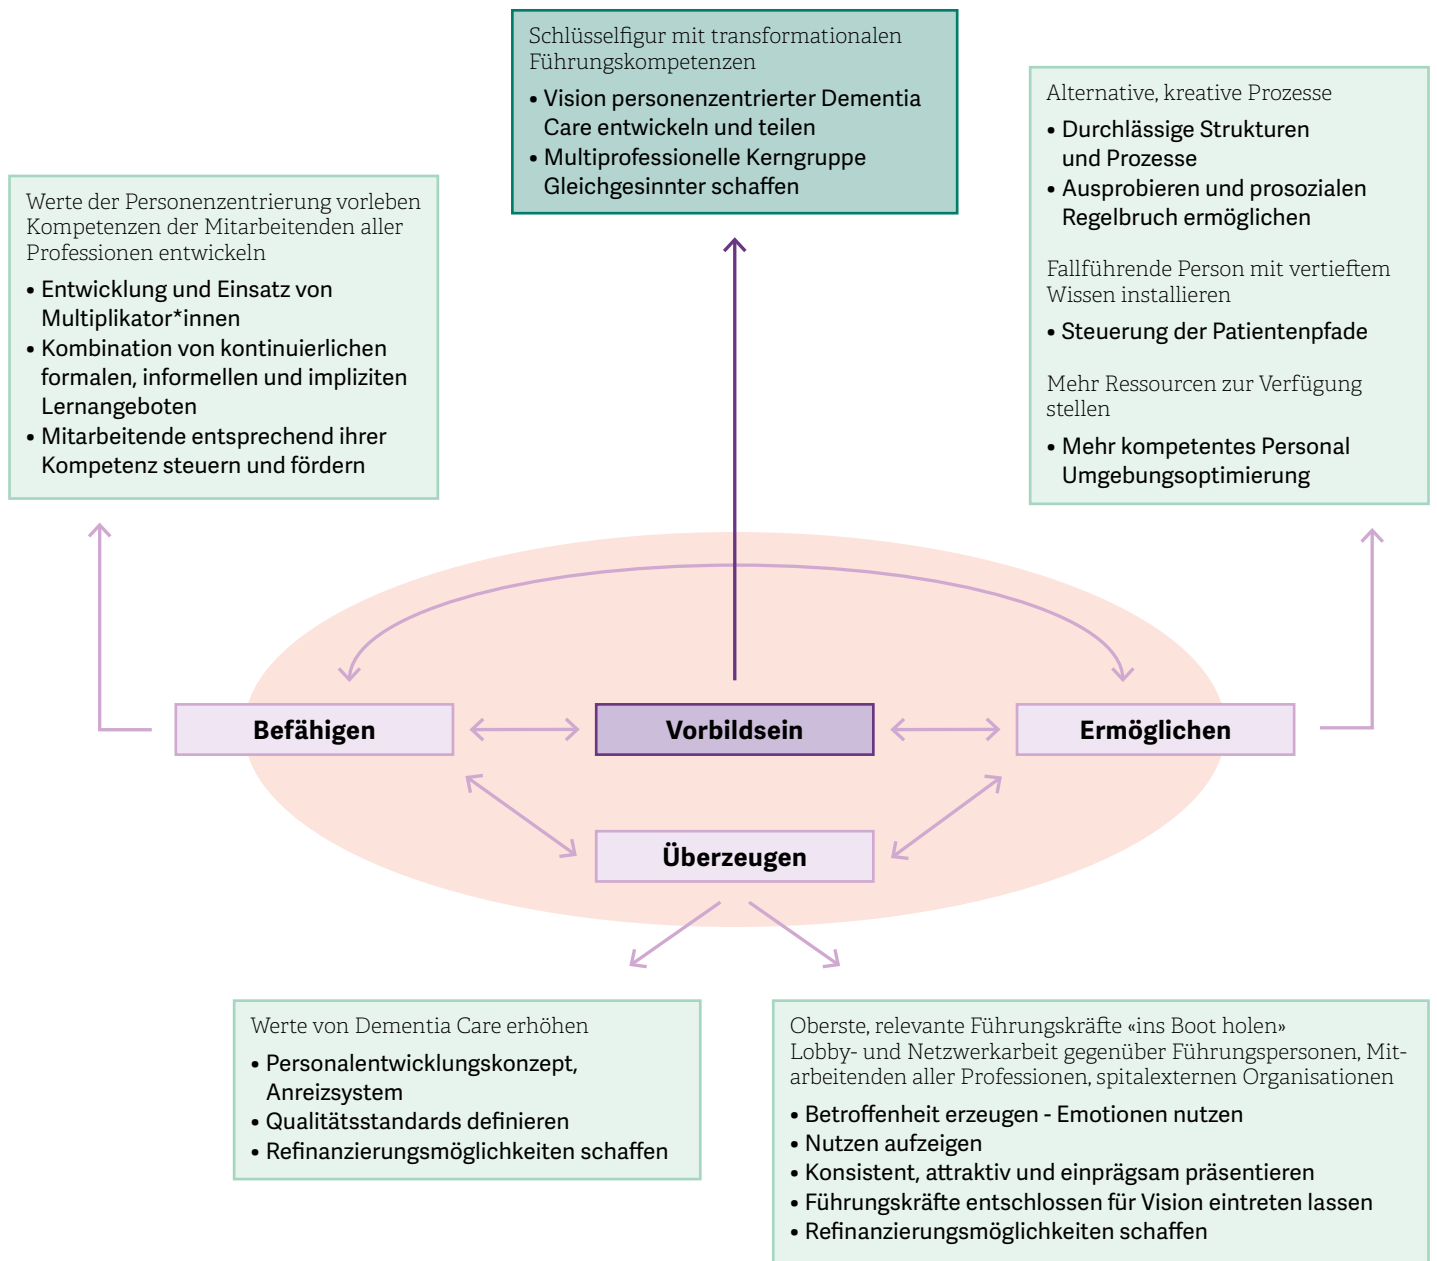 Schlüsselfigur mit transformationalen
Führungskompetenzen
• Vision personenzentrierter Dementia
Care entwickeln und teilen
• Multiprofessionelle Kerngruppe
Gleichgesinnter schaffen
Werte der Personenzentrierung vorleben
Kompetenzen der Mitarbeitenden aller
Professionen entwickeln
• Entwicklung und Einsatz von
Multiplikator*innen
• Kombination von kontinuierlichen
formalen, informellen und impliziten
Lernangeboten
• Mitarbeitende entsprechend ihrer
Kompetenz steuern und fördern
Alternative, kreative Prozesse
• Durchlässige Strukturen
und Prozesse
• Ausprobieren und prosozialen
Regelbruch ermöglichen
Fallführende Person mit vertieftem
Wissen installieren
• Steuerung der Patientenpfade
Mehr Ressourcen zur Verfügung
stellen
• Mehr kompetentes Personal
Umgebungsoptimierung
Befähigen
Vorbildsein
Ermöglichen
Überzeugen
Werte von Dementia Care erhöhen
• Personalentwicklungskonzept,
Anreizsystem
• Qualitätsstandards definieren
• Refinanzierungsmöglichkeiten schaffen
Oberste, relevante Führungskräfte «ins Boot holen»
Lobby- und Netzwerkarbeit gegenüber Führungspersonen, Mit-
arbeitenden aller Professionen, spitalexternen Organisationen
• Betroffenheit erzeugen - Emotionen nutzen
• Nutzen aufzeigen
• Konsistent, attraktiv und einprägsam präsentieren
• Führungskräfte entschlossen für Vision eintreten lassen
• Refinanzierungsmöglichkeiten schaffen